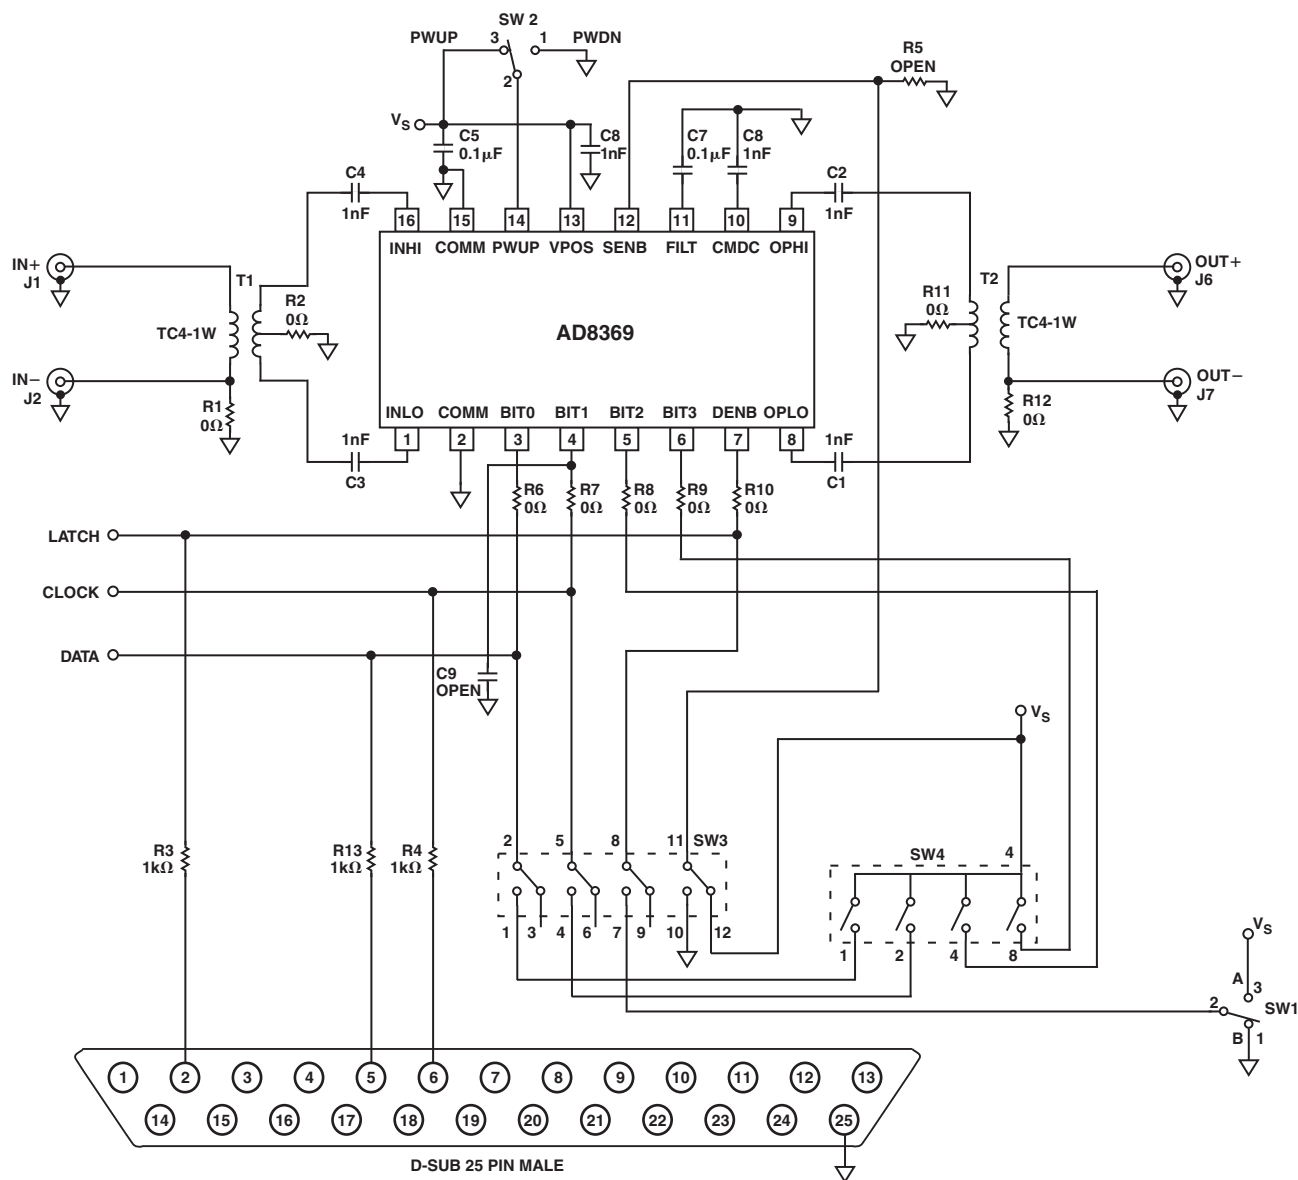 SW 2
PWUP 3 1 PWDN
2
R5
OPEN
VS
C5
0.1µF
C8
1nF
C7
0.1µF
C8
1nF
C4
1nF
C2
1nF
16 15 14 13 12 11 10 9
INHI COMM PWUP VPOS SENB FILT CMDC OPHI
IN+
J1
T1
R2
0Ω
TC4-1W
AD8369
R11
0Ω
T2
TC4-1W
OUT+
J6
IN−
J2
R1
0Ω
OUT−
J7
R12
0Ω
INLO COMM BIT0 BIT1 BIT2 BIT3 DENB OPLO
1 2 3 4 5 6 7 8
1nF
C3
1nF
C1
R6
0Ω
R7
0Ω
R8
0Ω
R9
0Ω
R10
0Ω
LATCH
CLOCK
DATA
C9
OPEN
VS
R3
1kΩ
R13
1kΩ
R4
1kΩ
2 5 8 11 SW3
SW4 4
1 3 4 6 7 9 10 12
1 2 4 8
VS
A 3
2 SW1
B 1
1 2 3 4 5 6 7 8 9 10 11 12 13
14 15 16 17 18 19 20 21 22 23 24 25
D-SUB 25 PIN MALE